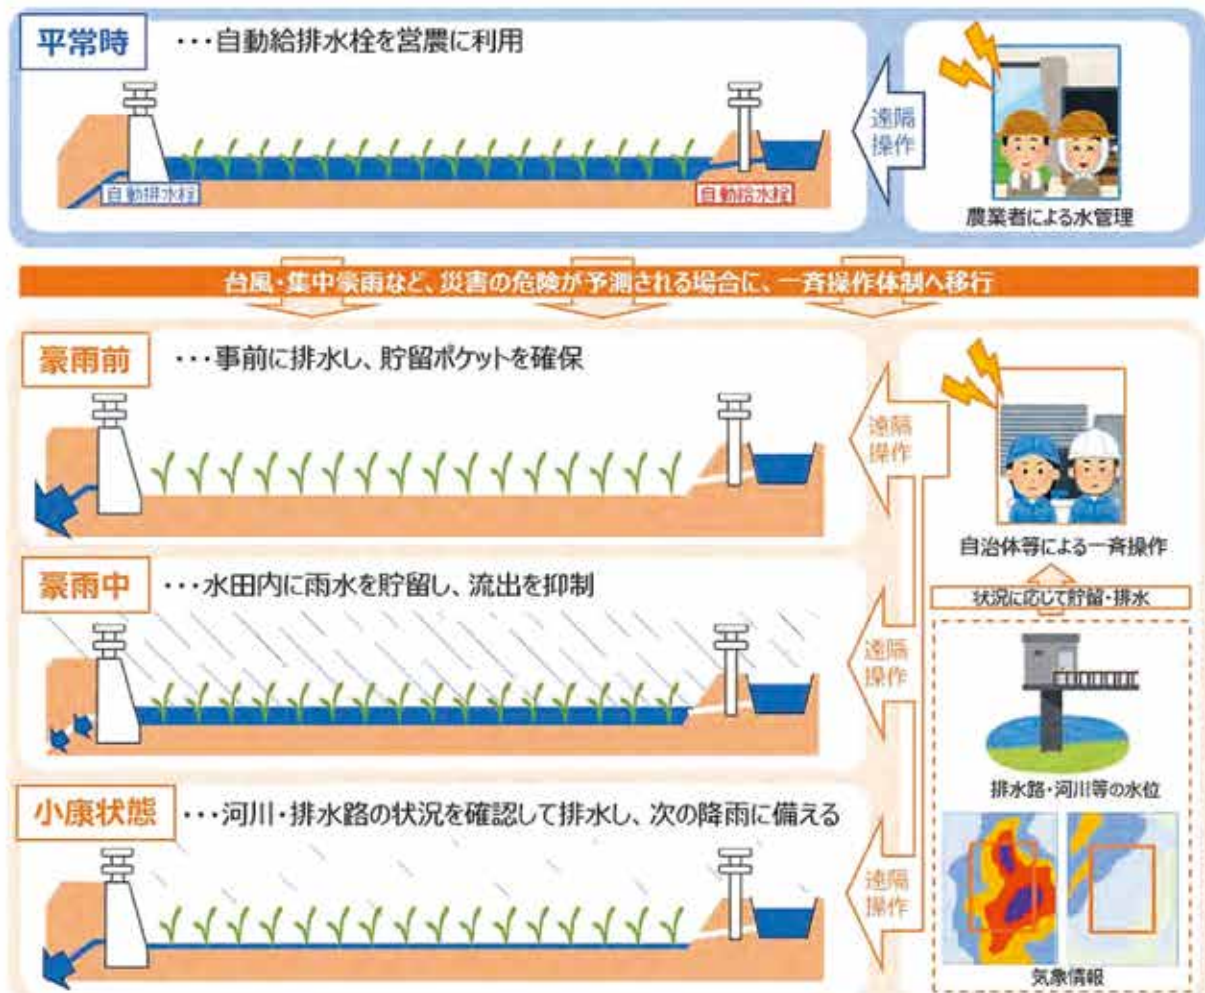 平常時
・・・自動給排水栓を営農に利用
自動排水栓
自動給水栓
遠隔
操作
農業者による水管理
台風・集中豪雨など、災害の危険が予測される場合に、一斉操作体制へ移行
豪雨前
・・・事前に排水し、貯留ポケットを確保
遠隔
操作
自治体等による一斉操作
豪雨中
・・・水田内に雨水を貯留し、流出を抑制
遠隔
操作
状況に応じて貯留・排水
排水路・河川等の水位
小康状態
・・・河川・排水路の状況を確認して排水し、次の降雨に備える
遠隔
操作
気象情報